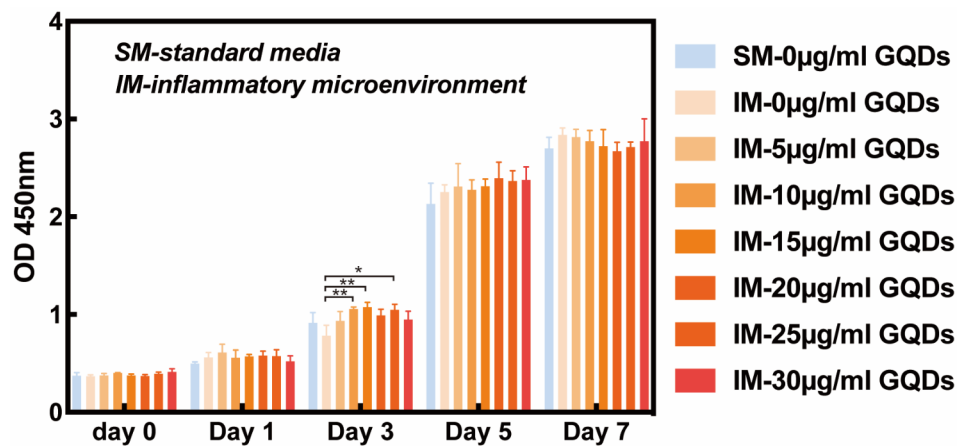 SM-standard media
IM-inflammatory microenvironment
OD 450nm
4
3
2
1
0
*
**
**
day 0
Day 1
Day 3
Day 5
Day 7
SM-0μg/ml GQDs
IM-0μg/ml GQDs
IM-5μg/ml GQDs
IM-10μg/ml GQDs
IM-15μg/ml GQDs
IM-20μg/ml GQDs
IM-25μg/ml GQDs
IM-30μg/ml GQDs